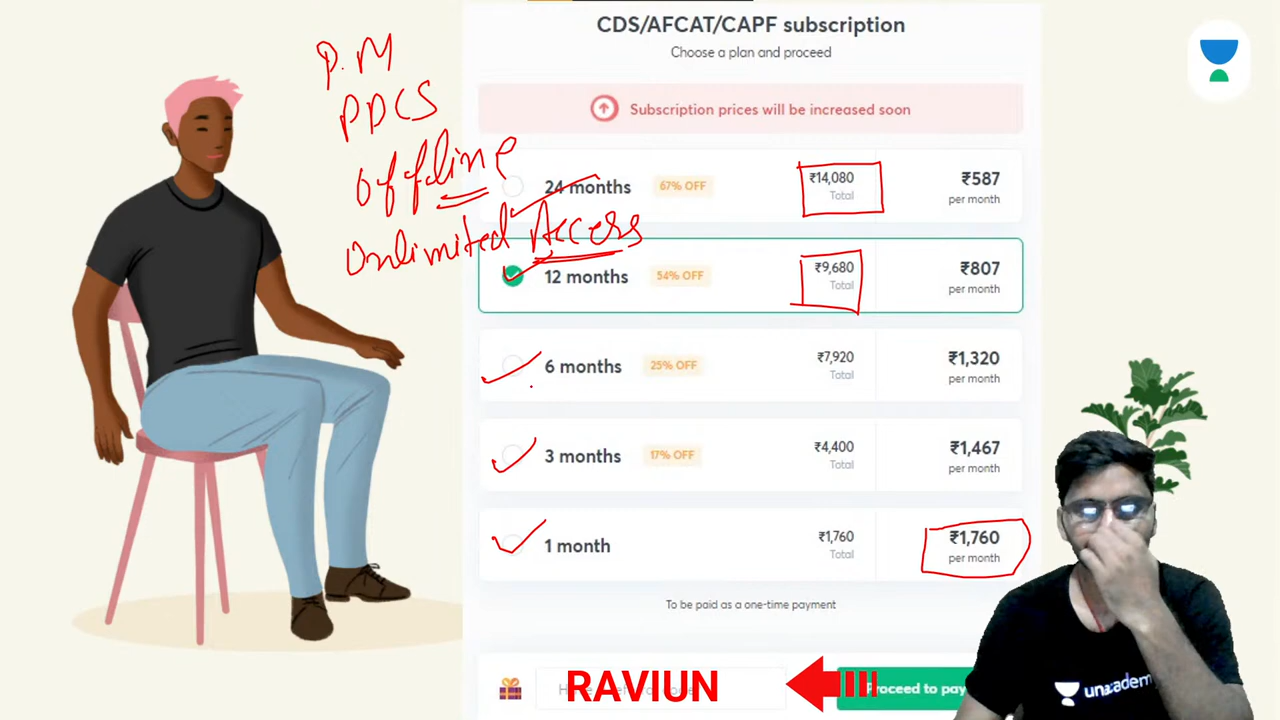 CDS/AFCAT/CAPF subscription
Choose a plan and proceed
Subscription prices will be increased soon
P.M
PDCS
Offline
Unlimited Access
24 months 67% OFF ₹14,080 Total ₹587 per month
12 months 54% OFF ₹9,680 Total ₹807 per month
6 months 25% OFF ₹7,920 Total ₹1,320 per month
3 months 17% OFF ₹4,400 Total ₹1,467 per month
1 month ₹1,760 Total ₹1,760 per month
To be paid as a one-time payment
RAVIUN
Proceed to pay
unacademy